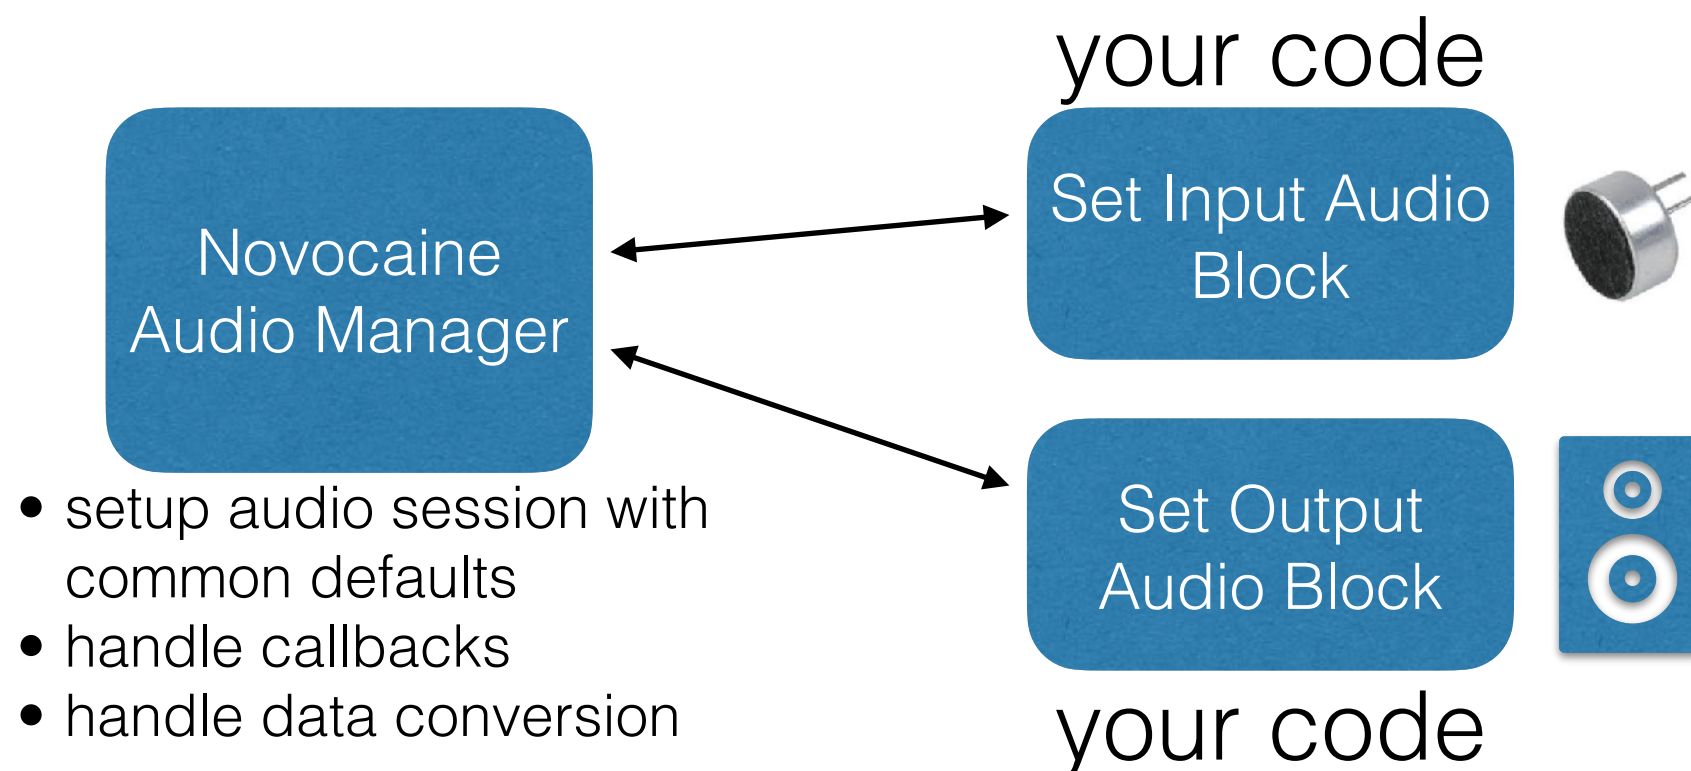 your code
Novocaine
Audio Manager
Set Input Audio
Block
• setup audio session with
common defaults
• handle callbacks
• handle data conversion
Set Output
Audio Block
your code